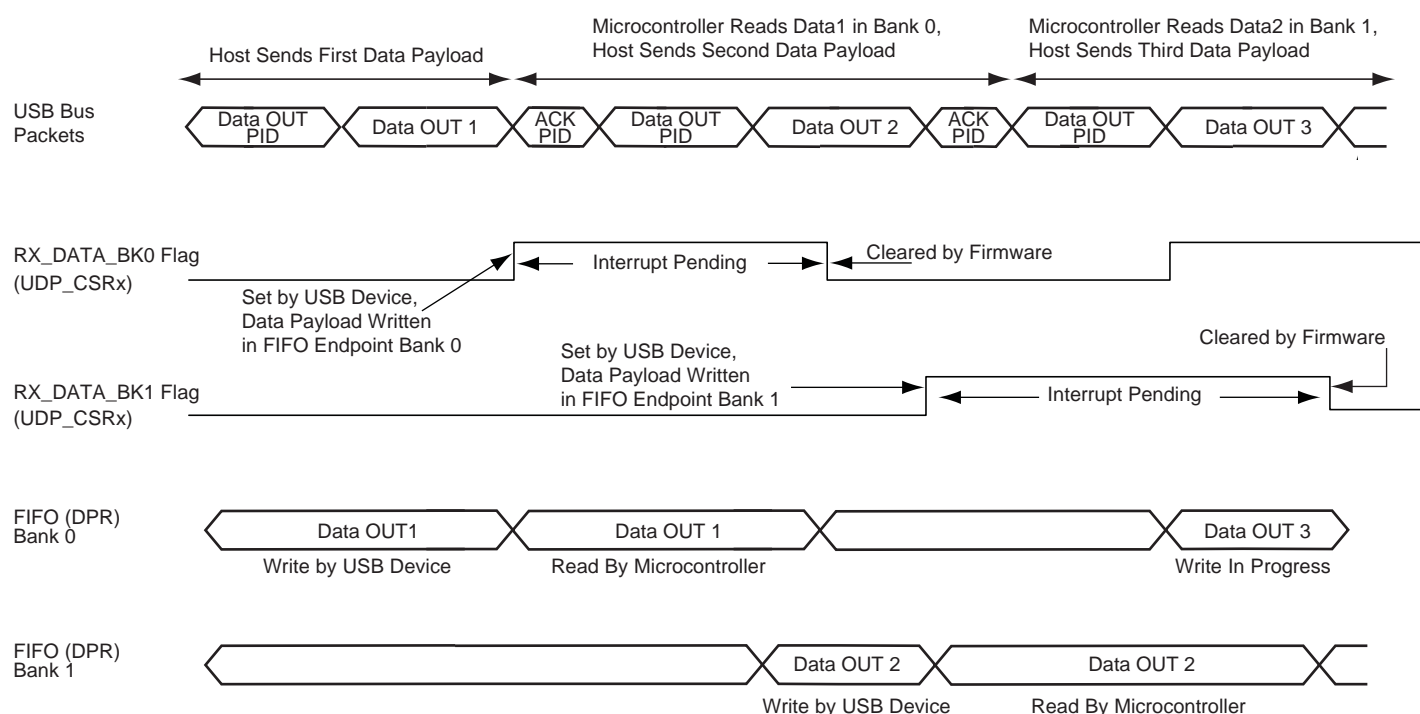 Host Sends First Data Payload
Microcontroller Reads Data1 in Bank 0,
Host Sends Second Data Payload
Microcontroller Reads Data2 in Bank 1,
Host Sends Third Data Payload
USB Bus
Packets
Data OUT
PID
Data OUT 1
ACK
PID
Data OUT
PID
Data OUT 2
ACK
PID
Data OUT
PID
Data OUT 3
RX_DATA_BK0 Flag
(UDP_CSRx)
Interrupt Pending
Cleared by Firmware
Set by USB Device,
Data Payload Written
in FIFO Endpoint Bank 0
Cleared by Firmware
Set by USB Device,
Data Payload Written
in FIFO Endpoint Bank 1
RX_DATA_BK1 Flag
(UDP_CSRx)
Interrupt Pending
FIFO (DPR)
Bank 0
Data OUT1
Data OUT 1
Data OUT 3
Write by USB Device
Read By Microcontroller
Write In Progress
FIFO (DPR)
Bank 1
Data OUT 2
Data OUT 2
Write by USB Device
Read By Microcontroller